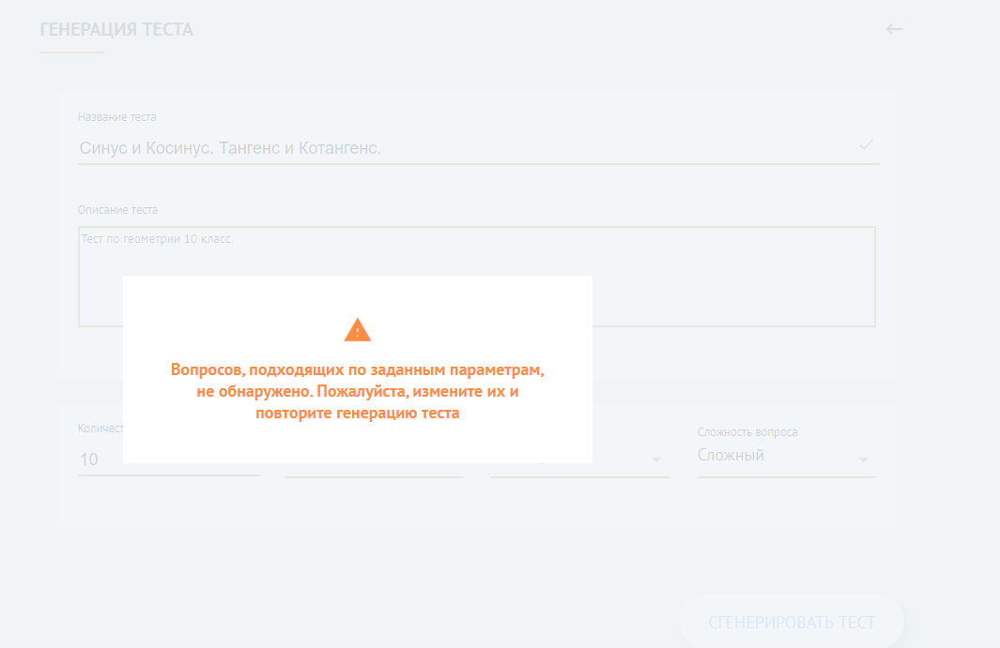 ГЕНЕРАЦИЯ ТЕСТА
Название теста
Синус и Косинус. Тангенс и Котангенс.
Описание теста
Тест по геометрии 10 класс.
Вопросов, подходящих по заданным параметрам,
не обнаружено. Пожалуйста, измените их и
повторите генерацию теста
Количест
Сложность вопроса
10
Сложный
СГЕНЕРИРОВАТЬ ТЕСТ